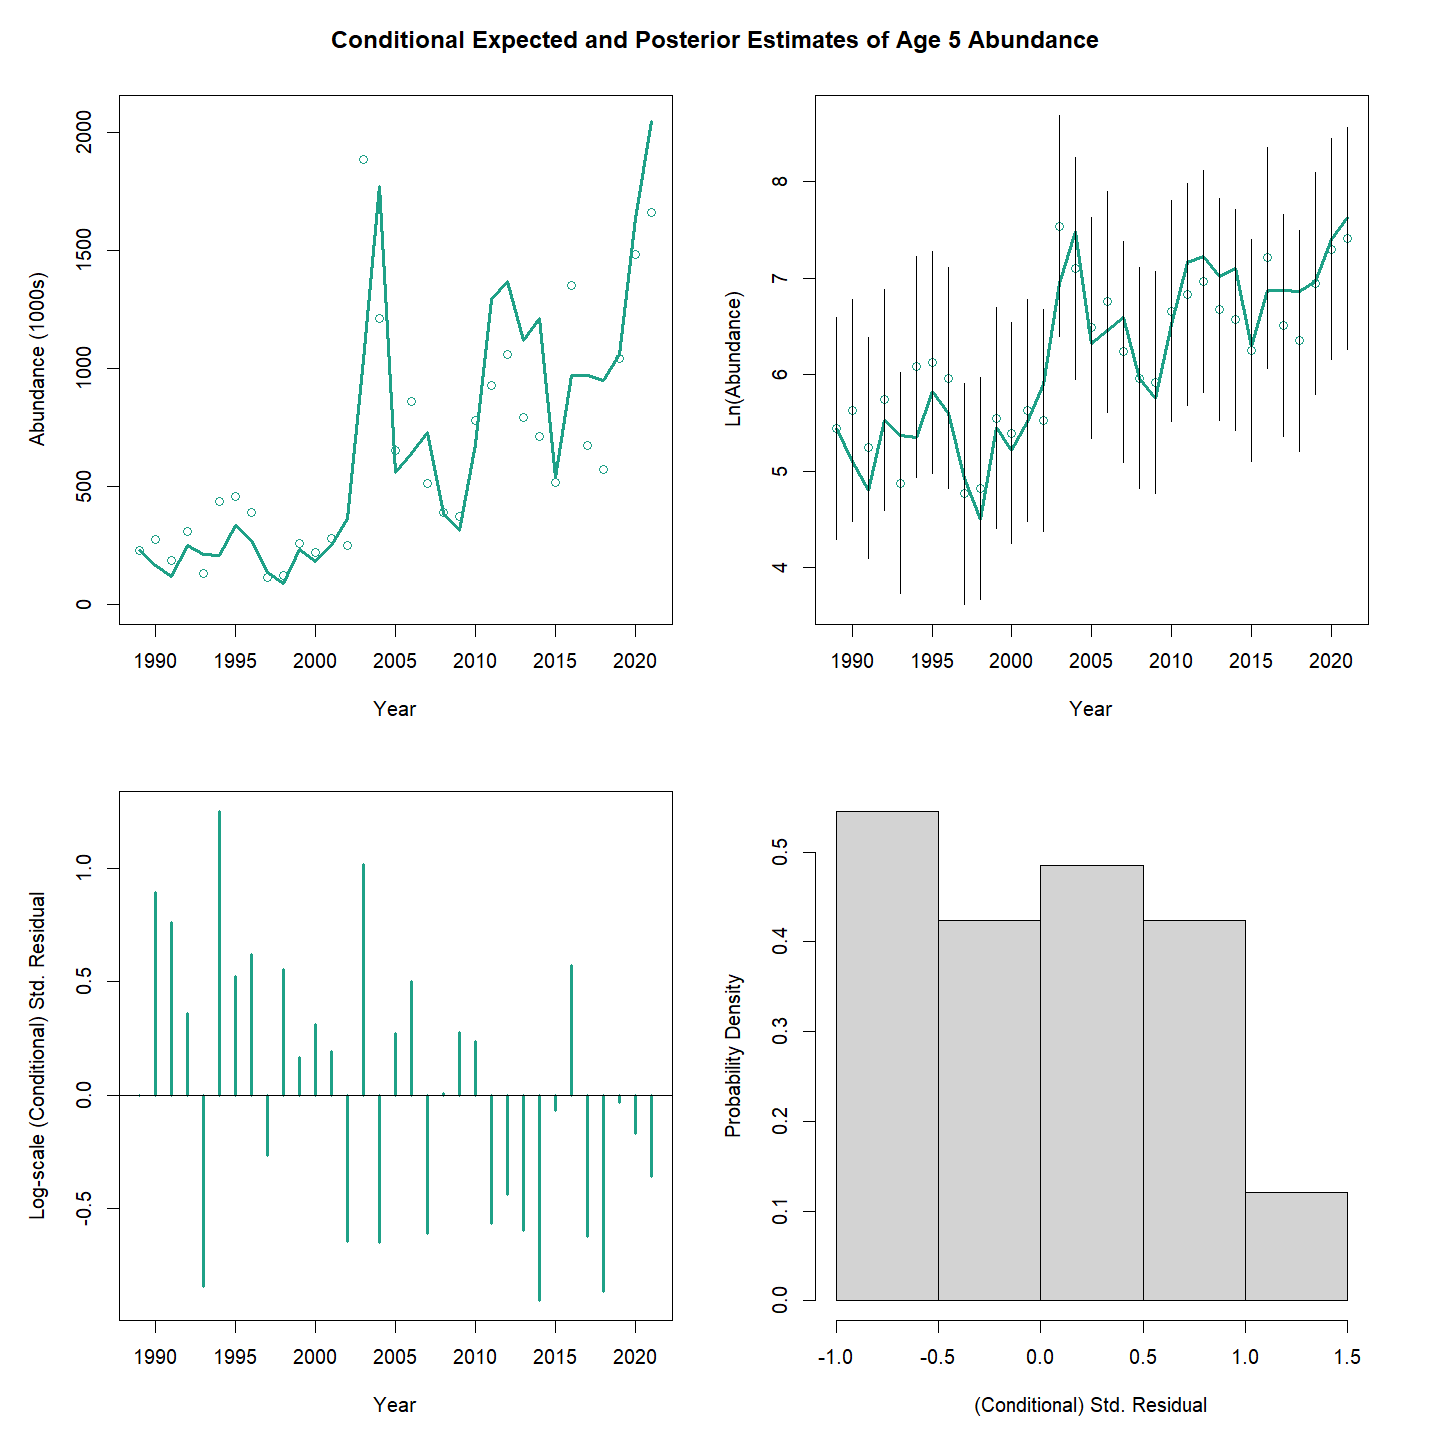 Conditional Expected and Posterior Estimates of Age 5 Abundance
Abundance (1000s)
2000
1500
1000
500
0
1990 1995 2000 2005 2010 2015 2020
Year
Ln(Abundance)
8
7
6
5
4
1990 1995 2000 2005 2010 2015 2020
Year
Log-scale (Conditional) Std. Residual
1.0
0.5
0.0
-0.5
1990 1995 2000 2005 2010 2015 2020
Year
Probability Density
0.5
0.4
0.3
0.2
0.1
0.0
-1.0 -0.5 0.0 0.5 1.0 1.5
(Conditional) Std. Residual